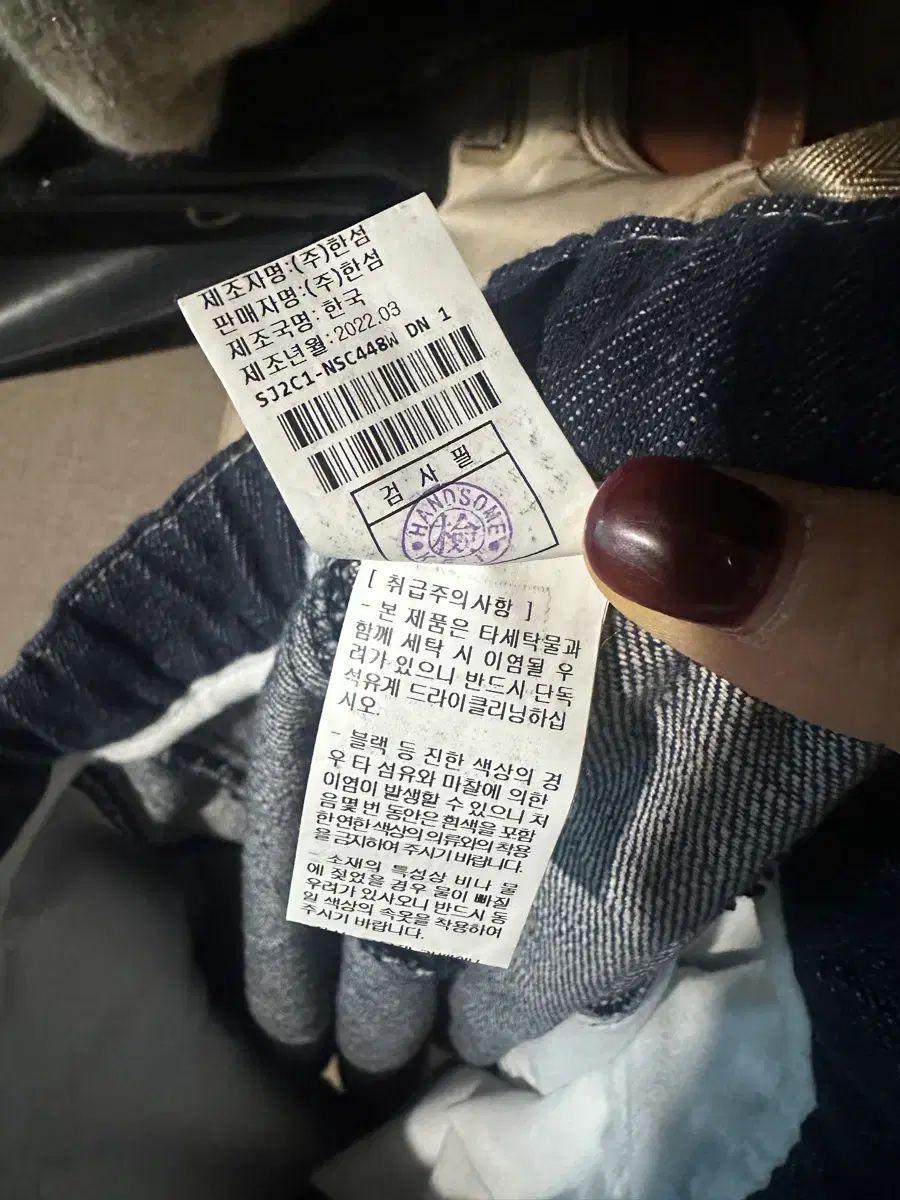 제조자명:(주)한섬
판매자명:(주)한섬
제조국명: 한국
제조년월:2022.03
SJ2C1-NSC448W DN 1
검 사 필
HANDSOME
檢
[ 취급주의사항 ]
- 본 제품은 타세탁물과
함께 세탁 시 이염될 우
려가 있으니 반드시 단독
석유계 드라이클리닝하십
시오.
- 블랙 등 진한 색상의 경
우 타 섬유와 마찰에 의한
이염이 발생할 수 있으니 처
음 몇 번 동안은 흰색을 포함
한 연한 색상의 의류와의 착용
을 금지하여 주시기 바랍니다.
- 소재의 특성상 비나 물
에 젖었을 경우 물이 빠질
우려가 있사오니 반드시 동
일 색상의 속옷을 착용하여
주시기 바랍니다.